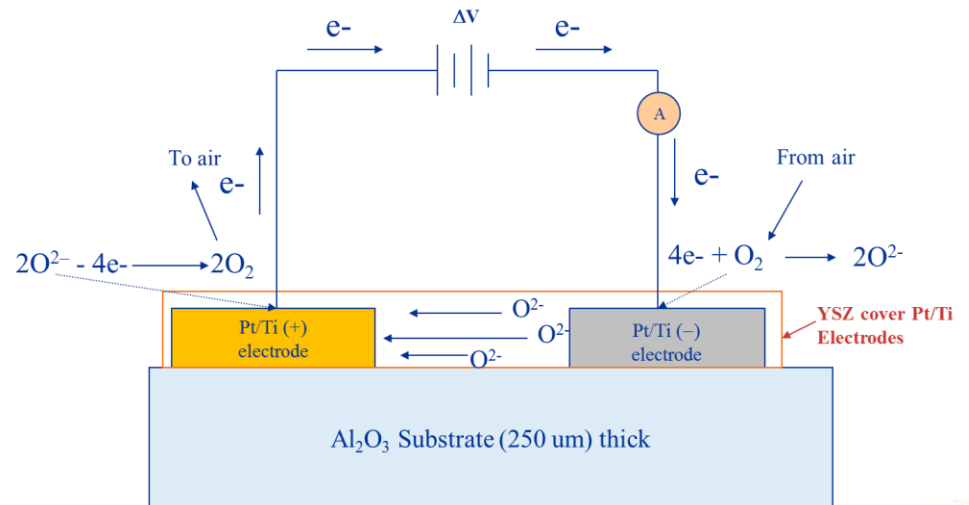 ΔV
e-
e-
A
To air
e-
From air
e-
2O²⁻ - 4e- 2O₂
4e- + O₂ 2O²⁻
O²⁻
O²⁻
O²⁻
Pt/Ti (+)
electrode
Pt/Ti (–)
electrode
YSZ cover Pt/Ti
Electrodes
Al₂O₃ Substrate (250 um) thick